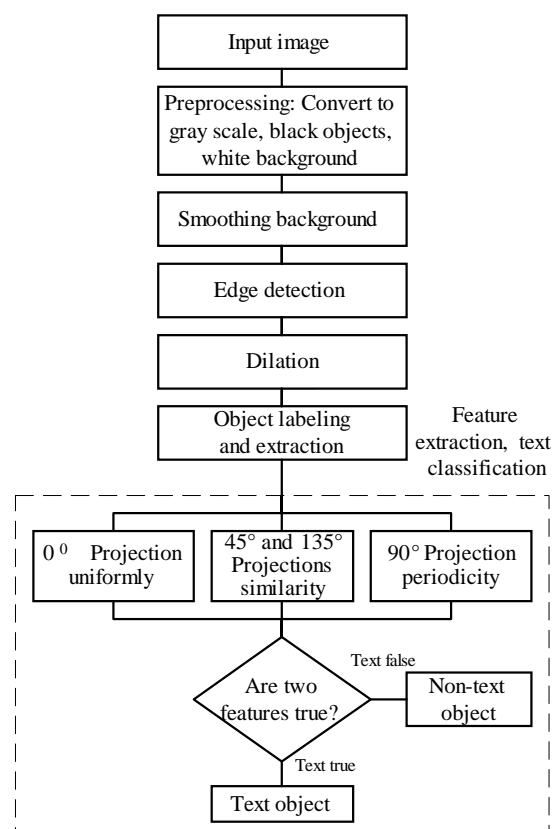 Input image
Preprocessing: Convert to
gray scale, black objects,
white background
Smoothing background
Edge detection
Dilation
Object labeling
and extraction
Feature
extraction, text
classification
0⁰ Projection
uniformly
45° and 135°
Projections
similarity
90° Projection
periodicity
Are two
features true?
Text false
Non-text
object
Text true
Text object